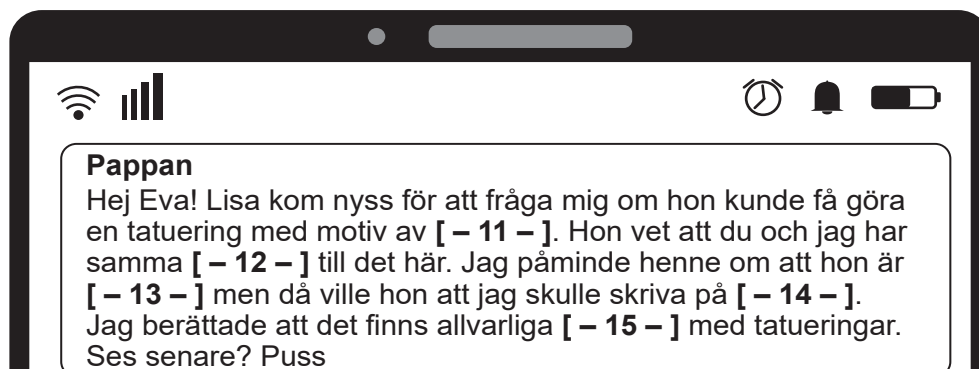 Pappan
Hej Eva! Lisa kom nyss för att fråga mig om hon kunde få göra
en tatuering med motiv av [ – 11 – ]. Hon vet att du och jag har
samma [ – 12 – ] till det här. Jag påminde henne om att hon är
[ – 13 – ] men då ville hon att jag skulle skriva på [ – 14 – ].
Jag berättade att det finns allvarliga [ – 15 – ] med tatueringar.
Ses senare? Puss